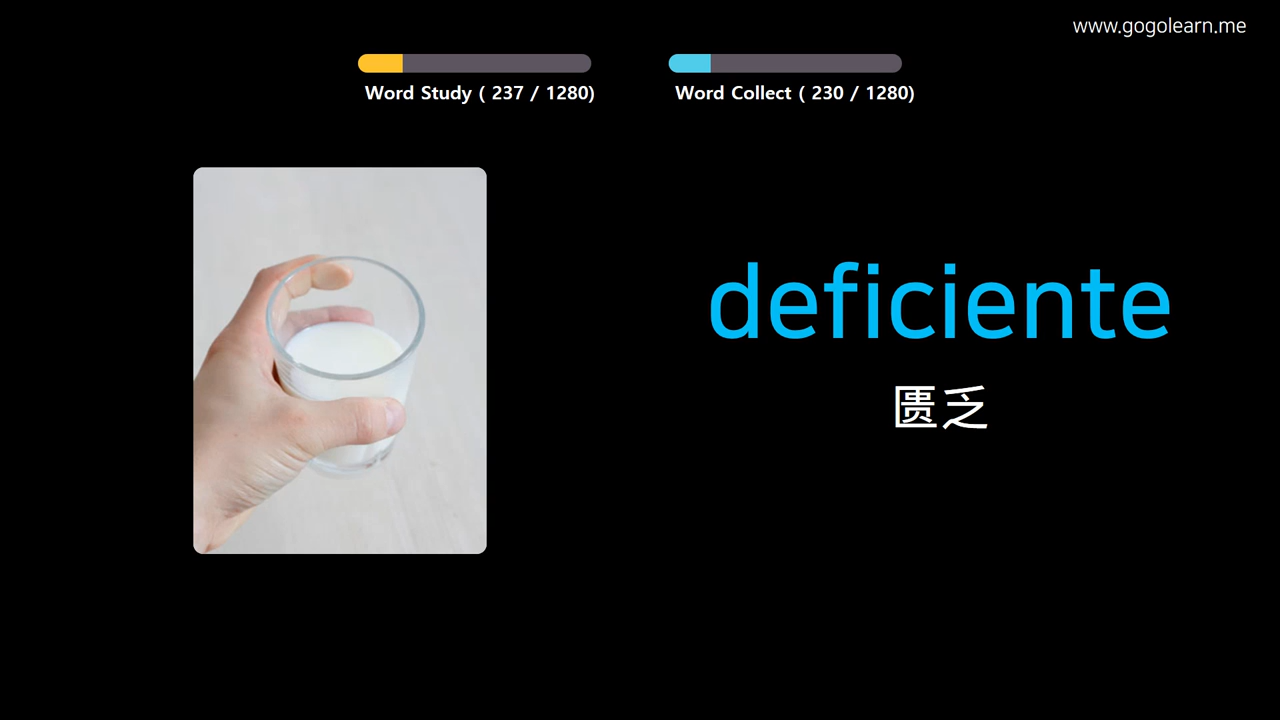 www.gogolearn.me
Word Study ( 237 / 1280)
Word Collect ( 230 / 1280)
deficiente
匮乏